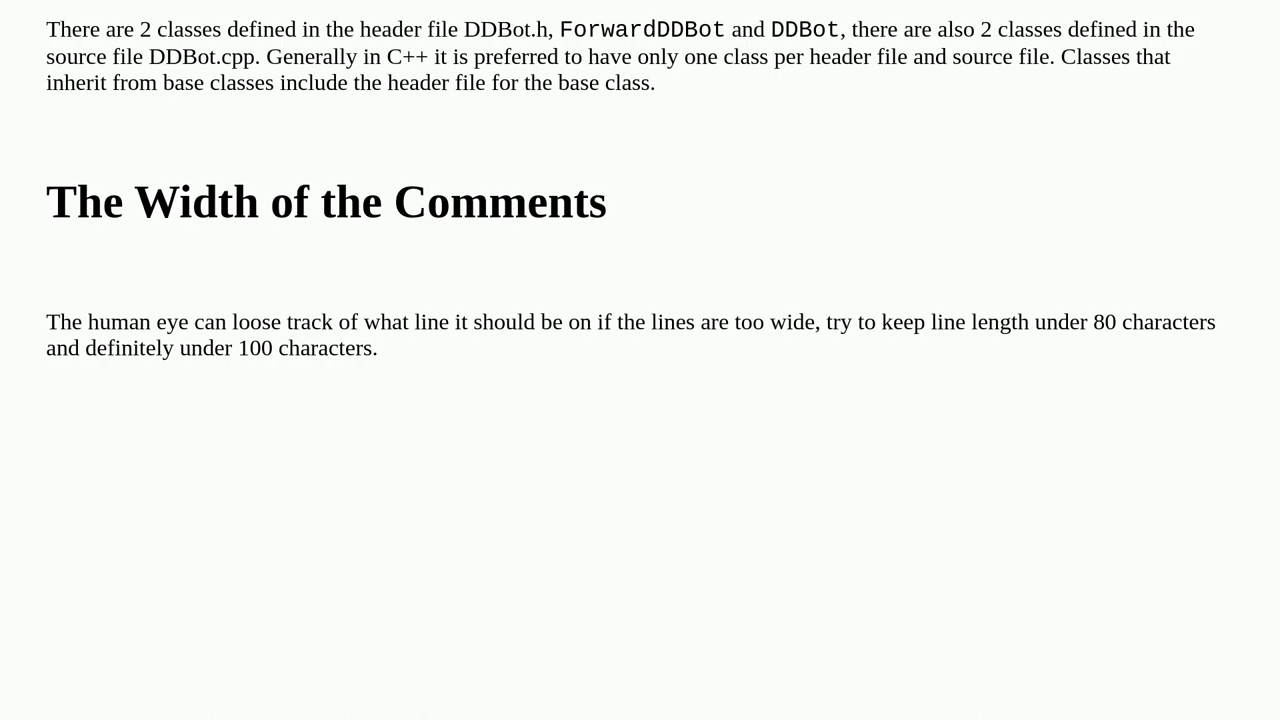 There are 2 classes defined in the header file DDBot.h, ForwardDDBot and DDBot, there are also 2 classes defined in the
source file DDBot.cpp. Generally in C++ it is preferred to have only one class per header file and source file. Classes that
inherit from base classes include the header file for the base class.
The Width of the Comments
The human eye can loose track of what line it should be on if the lines are too wide, try to keep line length under 80 characters
and definitely under 100 characters.